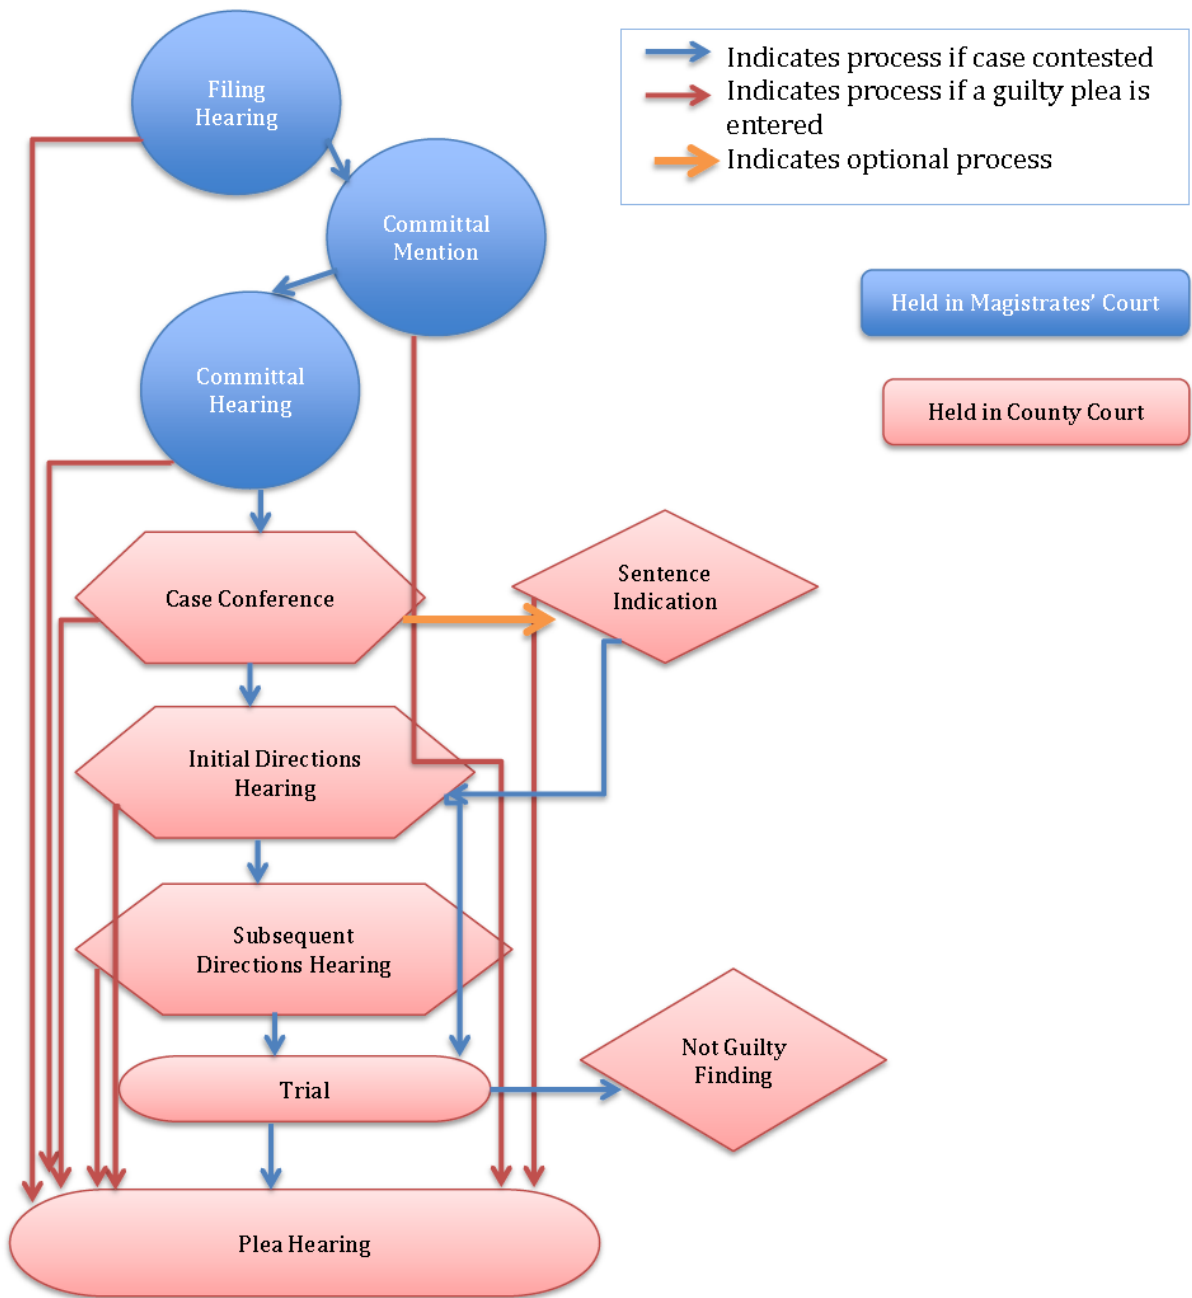 Filing
Hearing
Indicates process if case contested
Indicates process if a guilty plea is
entered
Indicates optional process
Committal
Mention
Held in Magistrates’ Court
Committal
Hearing
Held in County Court
Case Conference
Sentence
Indication
Initial Directions
Hearing
Subsequent
Directions Hearing
Not Guilty
Finding
Trial
Plea Hearing